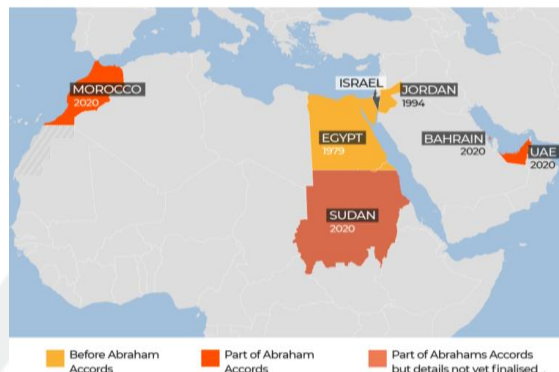 MOROCCO
2020
ISRAEL
JORDAN
1994
EGYPT
1979
BAHRAIN
2020
UAE
2020
SUDAN
2020
Before Abraham
Accords
Part of Abraham
Accords
Part of Abrahams Accords
but details not yet finalised